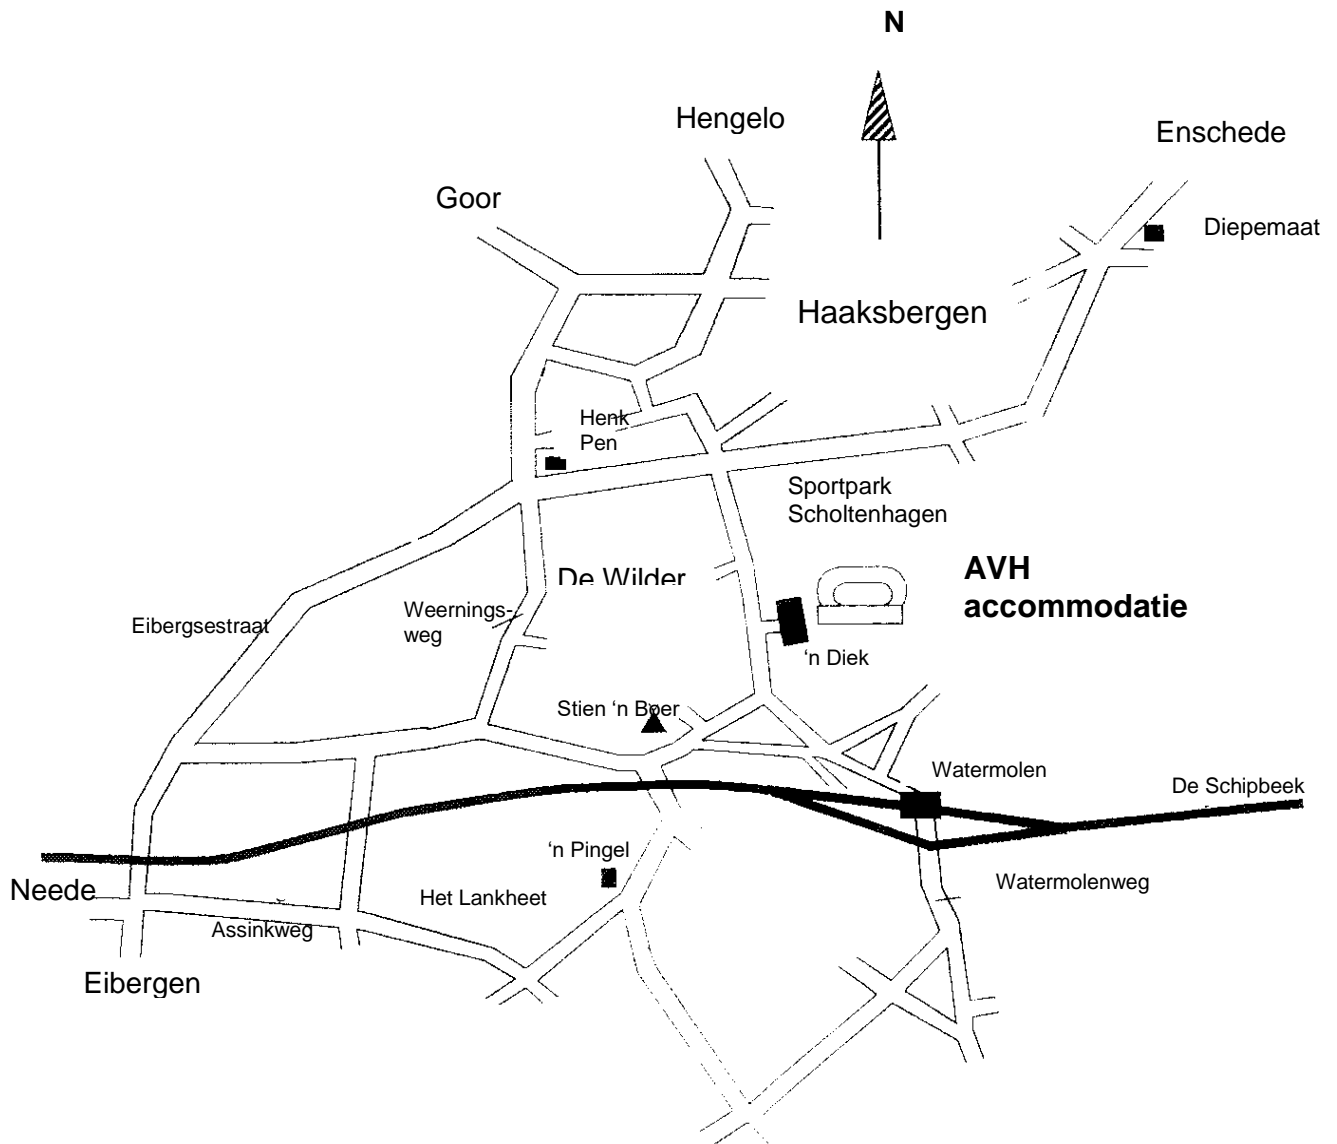 N
Hengelo
Enschede
Goor
Diepemaat
Haaksbergen
Henk
Pen
Sportpark
Scholtenhagen
AVH
accommodatie
De Wilder
Weernings-
weg
Eibergsestraat
'n Diek
Stien 'n Boer
Watermolen
De Schipbeek
'n Pingel
Neede
Het Lankheet
Watermolenweg
Assinkweg
Eibergen